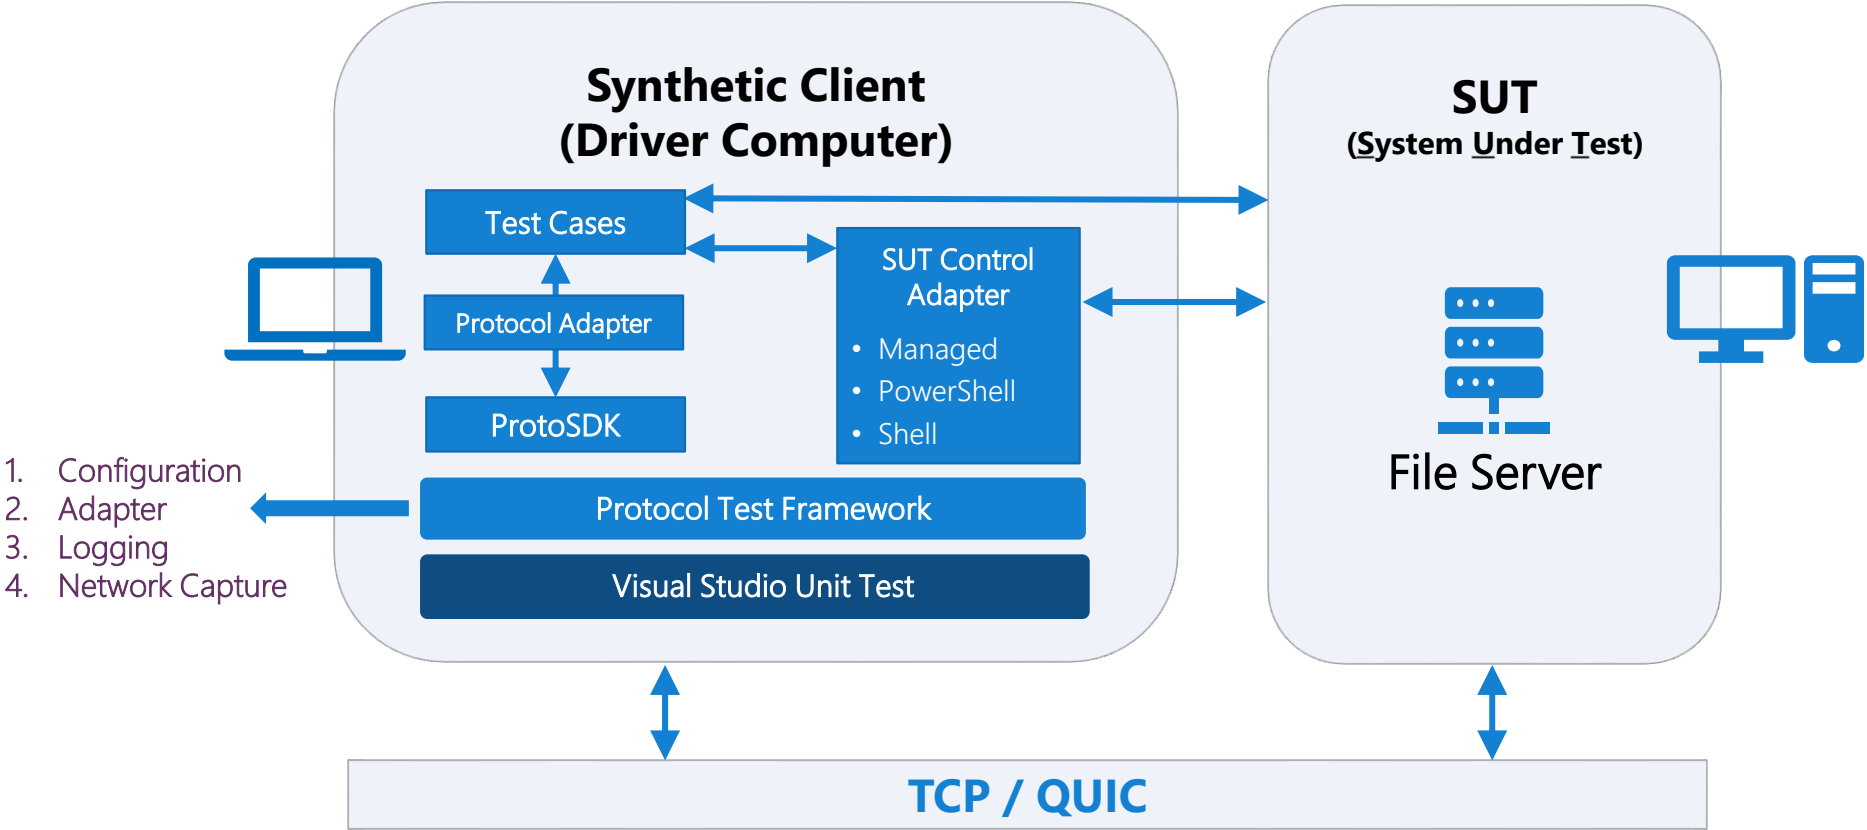 Synthetic Client
(Driver Computer)
Test Cases
Protocol Adapter
ProtoSDK
SUT Control
Adapter
• Managed
• PowerShell
• Shell
Protocol Test Framework
Visual Studio Unit Test
1. Configuration
2. Adapter
3. Logging
4. Network Capture
SUT
(System Under Test)
File Server
TCP / QUIC